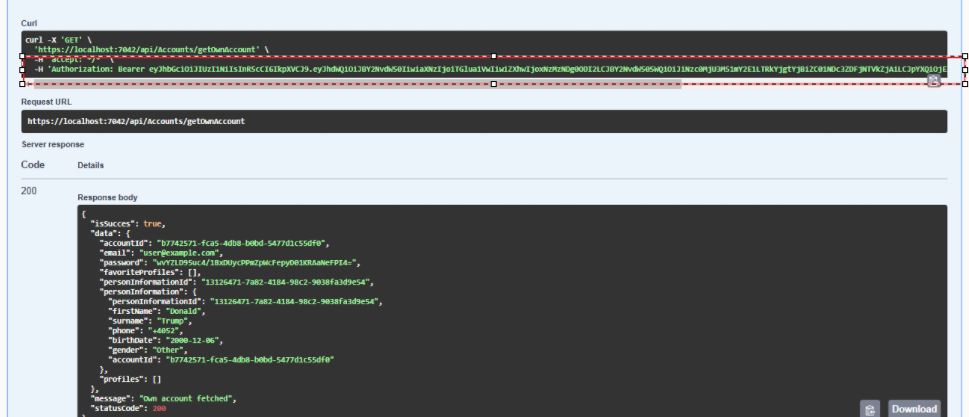 Curl
curl -X 'GET' \
'https://localhost:7042/api/Accounts/getOwnAccount' \
-H 'accept: */*' \
-H 'Authorization: Bearer
Request URL
https://localhost:7042/api/Accounts/getOwnAccount
Server response
Code Details
200
Response body
{
"isSucces": true,
"data": {
"accountId": "b7742571-fca5-4db8-b0bd-5477d1c55df0",
"email": "user@example.com",
"password":
"favoriteProfiles": [],
"personInformationId": "13126471-7a82-4184-98c2-9038fa3d9e54",
"personInformation": {
"personInformationId": "13126471-7a82-4184-98c2-9038fa3d9e54",
"firstName": "Donald",
"surname": "Trump",
"phone": "+4052",
"birthDate": "2000-12-06",
"gender": "Other",
"accountId": "b7742571-fca5-4db8-b0bd-5477d1c55df0"
},
"profiles": []
},
"message": "Own account fetched",
"statusCode": 200
Download